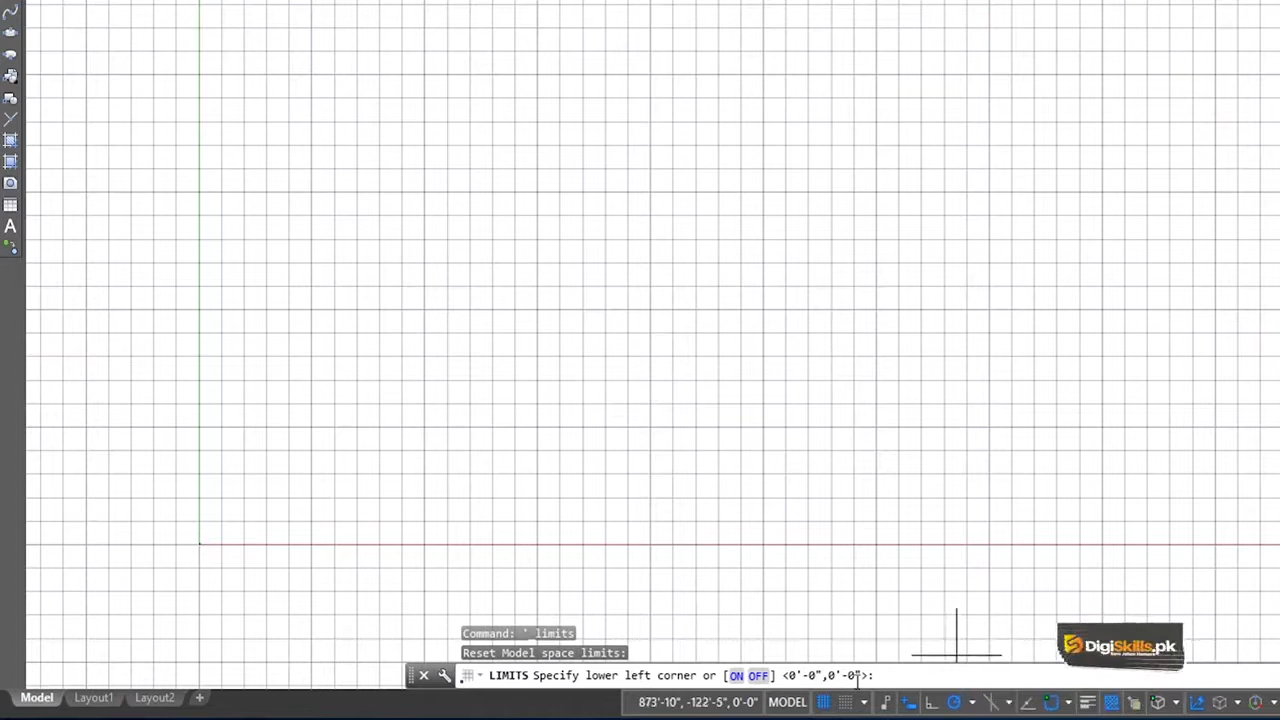 A
Command: '_limits
Reset Model space limits:
LIMITS Specify lower left corner or [ON OFF] <0'-0",0'-0">:
DigiSkills.pk
Model Layout1 Layout2 +
873'-10", -122'-5", 0'-0" MODEL